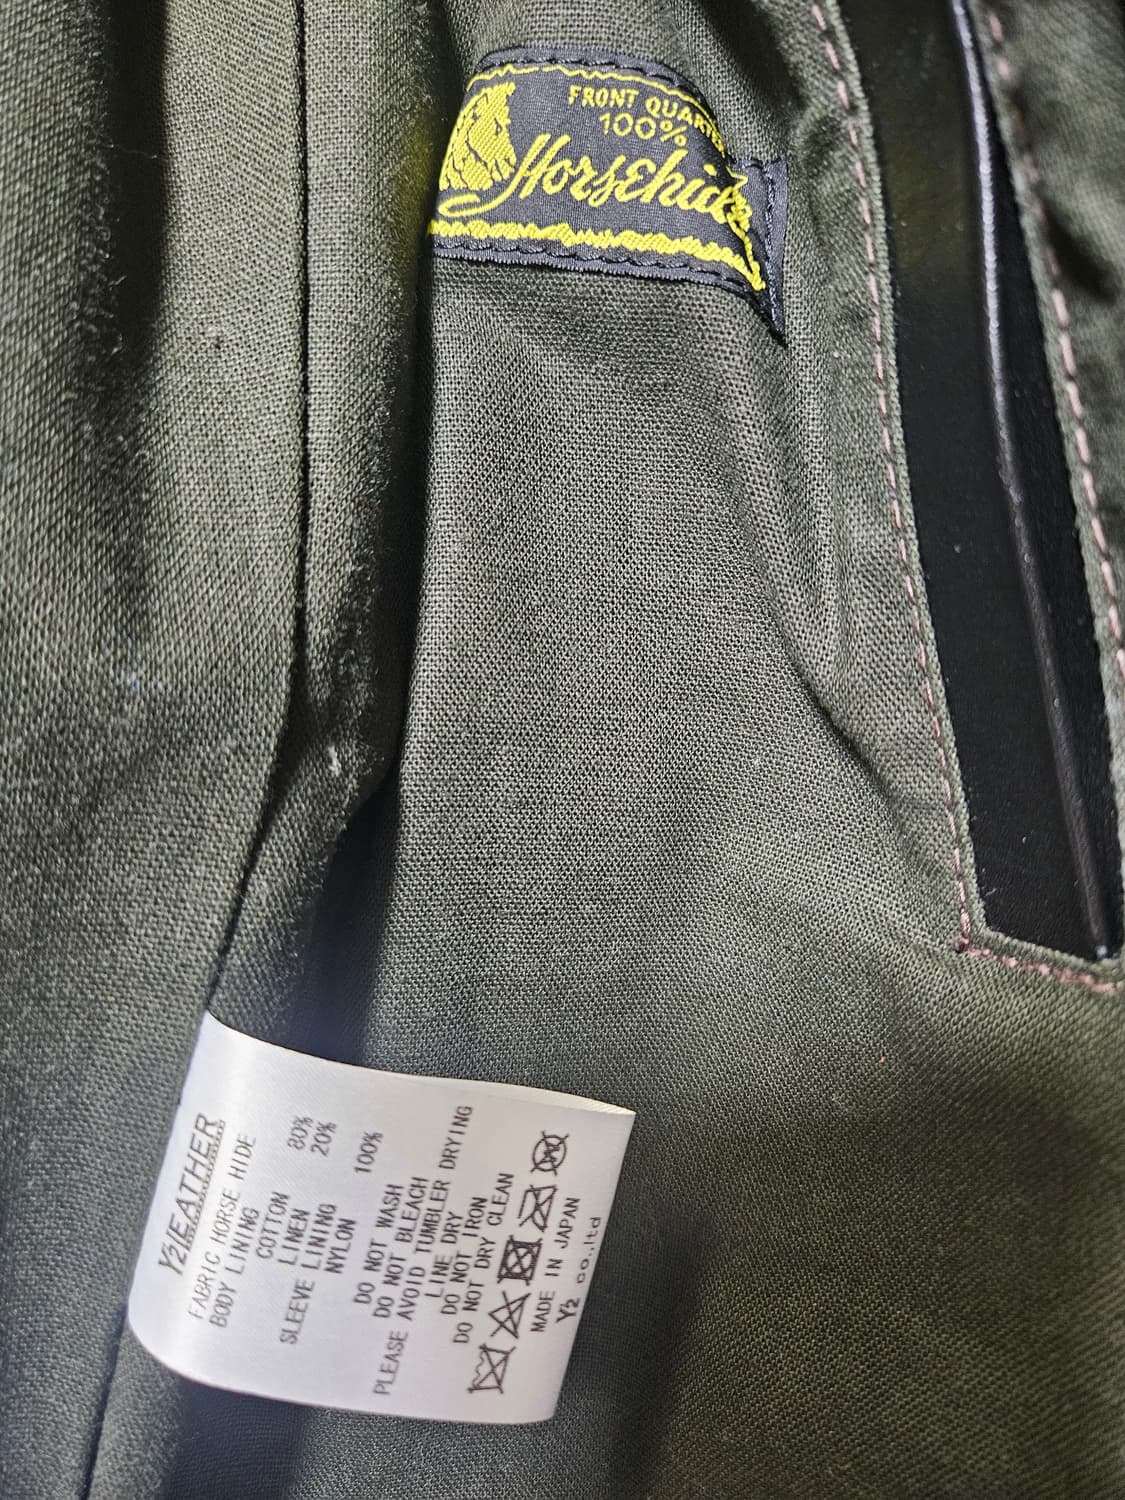 FRONT QUARTE
100%
Horsehide
Y2LEATHER
FABRIC HORSE HIDE
BODY LINING
COTTON 80%
LINEN 20%
SLEEVE LINING
NYLON 100%
DO NOT WASH
DO NOT BLEACH
PLEASE AVOID TUMBLER DRYING
LINE DRY
DO NOT IRON
DO NOT DRY CLEAN
MADE IN JAPAN
Y2 co.,ltd